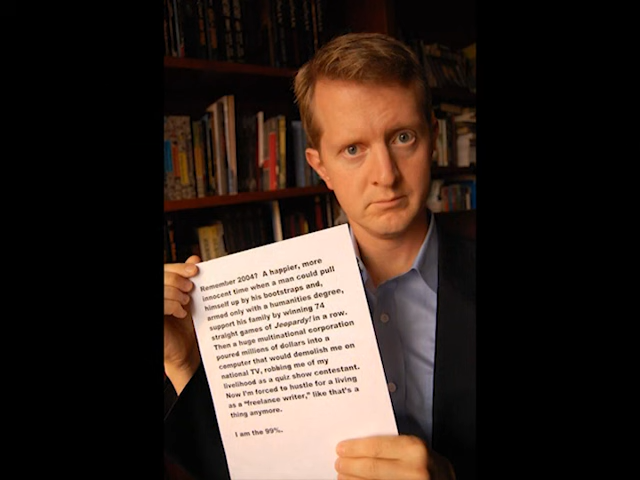 Remember 2004? A happier, more
innocent time when a man could pull
himself up by his bootstraps and,
armed only with a humanities degree,
support his family by winning 74
straight games of Jeopardy! in a row.
Then a huge multinational corporation
poured millions of dollars into a
computer that would demolish me on
national TV, robbing me of my
livelihood as a quiz show contestant.
Now I'm forced to hustle for a living
as a "freelance writer," like that's a
thing anymore.
I am the 99%.